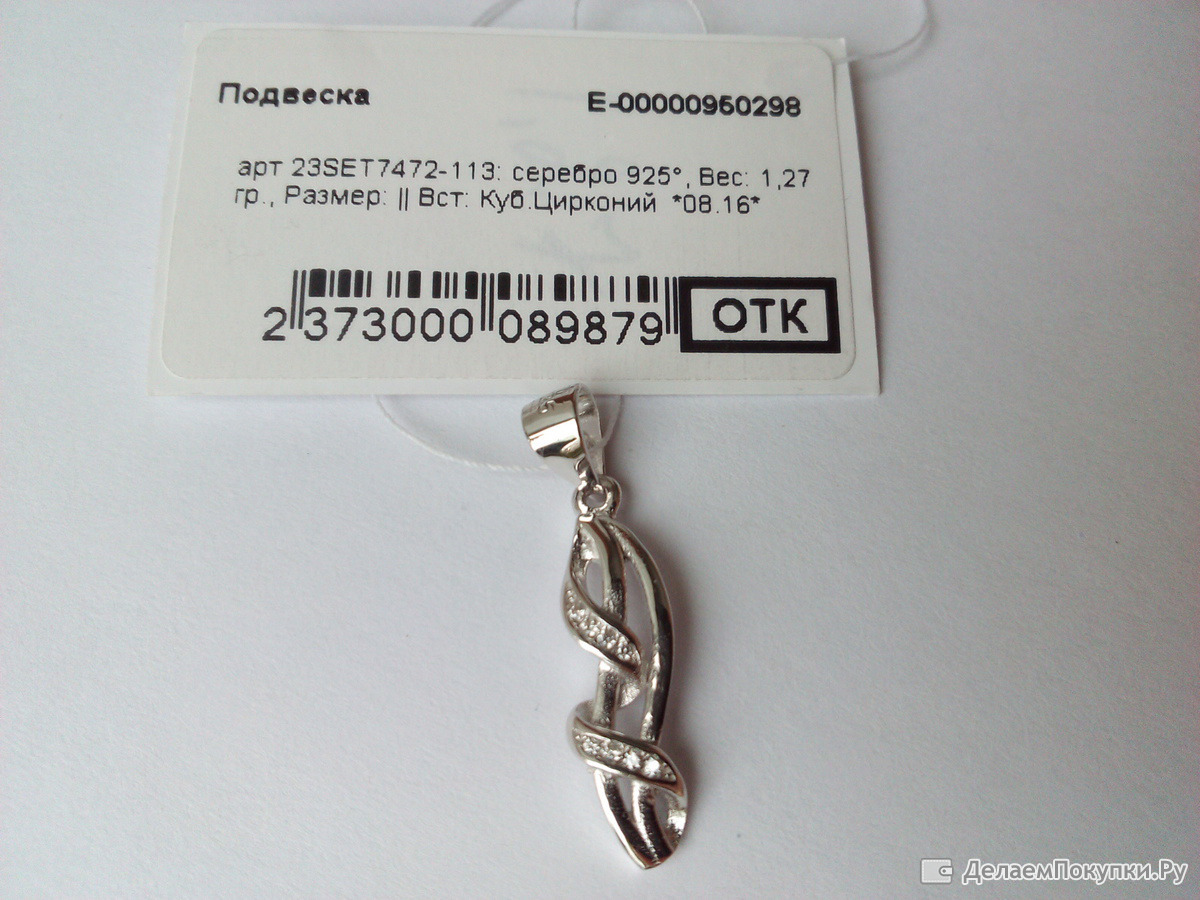 Подвеска E-00000950298
арт 23SET7472-113: серебро 925°, Вес: 1,27
гр., Размер: || Вст: Куб.Цирконий *08.16*
2 373000 089879 ОТК
ДелаемПокупки.Ру